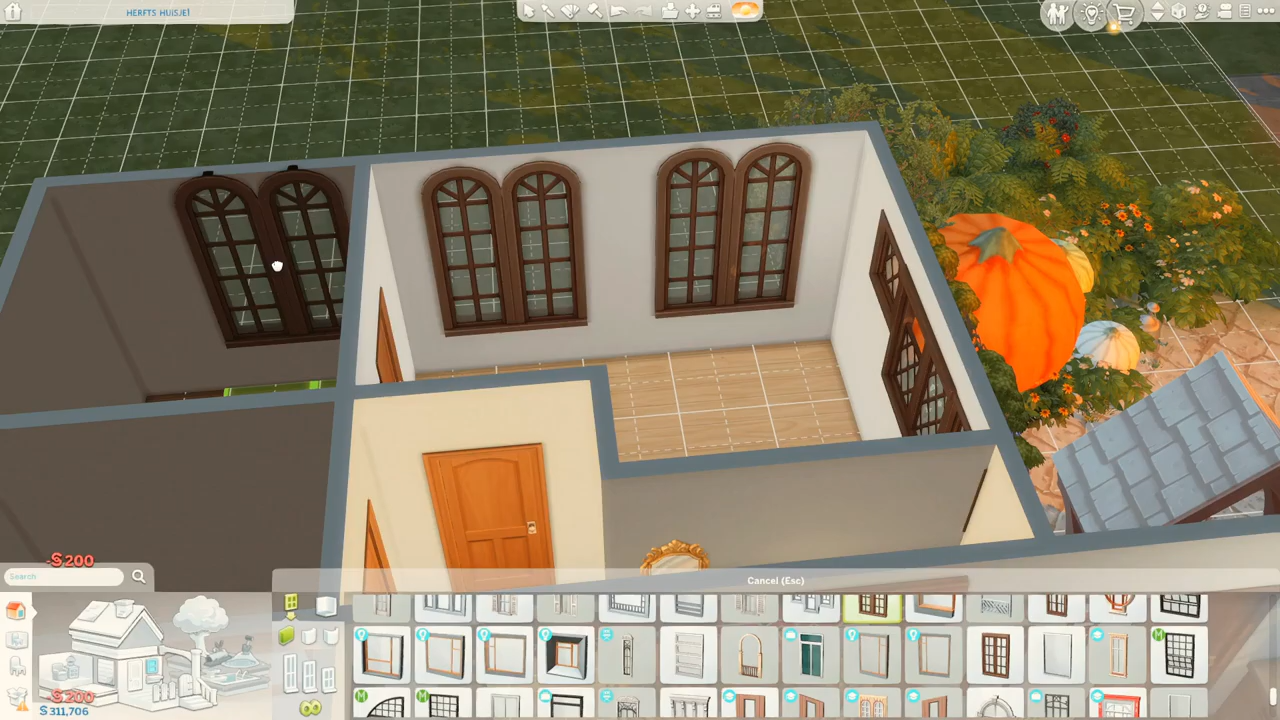 HERFTS HUiSJE!
-$200
Search
Cancel (Esc)
-$200
$311,706